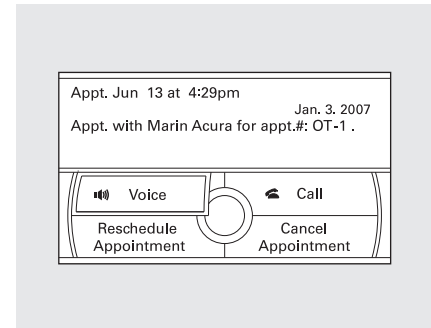 Appt. Jun 13 at 4:29pm
Jan. 3. 2007
Appt. with Marin Acura for appt.#: OT-1 .
Voice
Call
Reschedule
Appointment
Cancel
Appointment